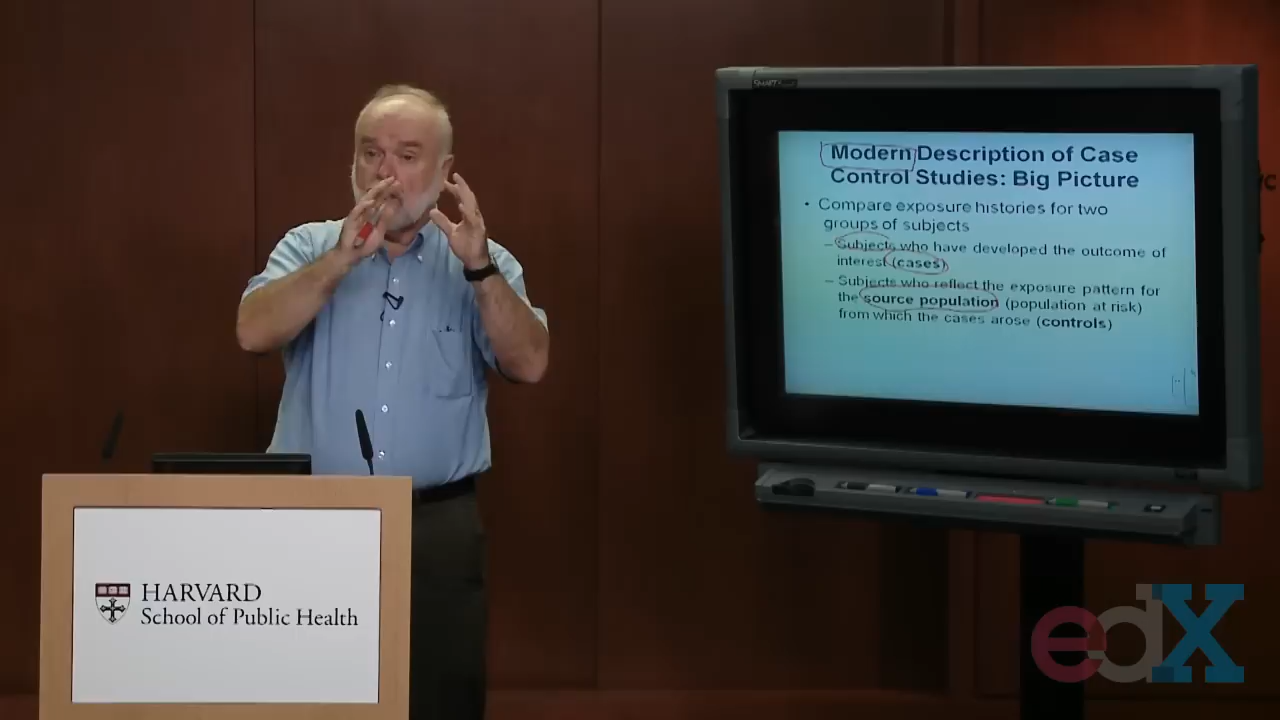 SMART
Modern Description of Case
Control Studies: Big Picture
• Compare exposure histories for two
groups of subjects
– Subjects who have developed the outcome of
interest (cases)
– Subjects who reflect the exposure pattern for
the source population (population at risk)
from which the cases arose (controls)
HARVARD
School of Public Health
edX